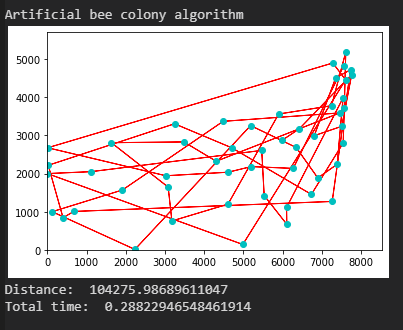 Artificial bee colony algorithm
5000
4000
3000
2000
1000
0
0 1000 2000 3000 4000 5000 6000 7000 8000
Distance: 104275.98689611047
Total time: 0.28822946548461914